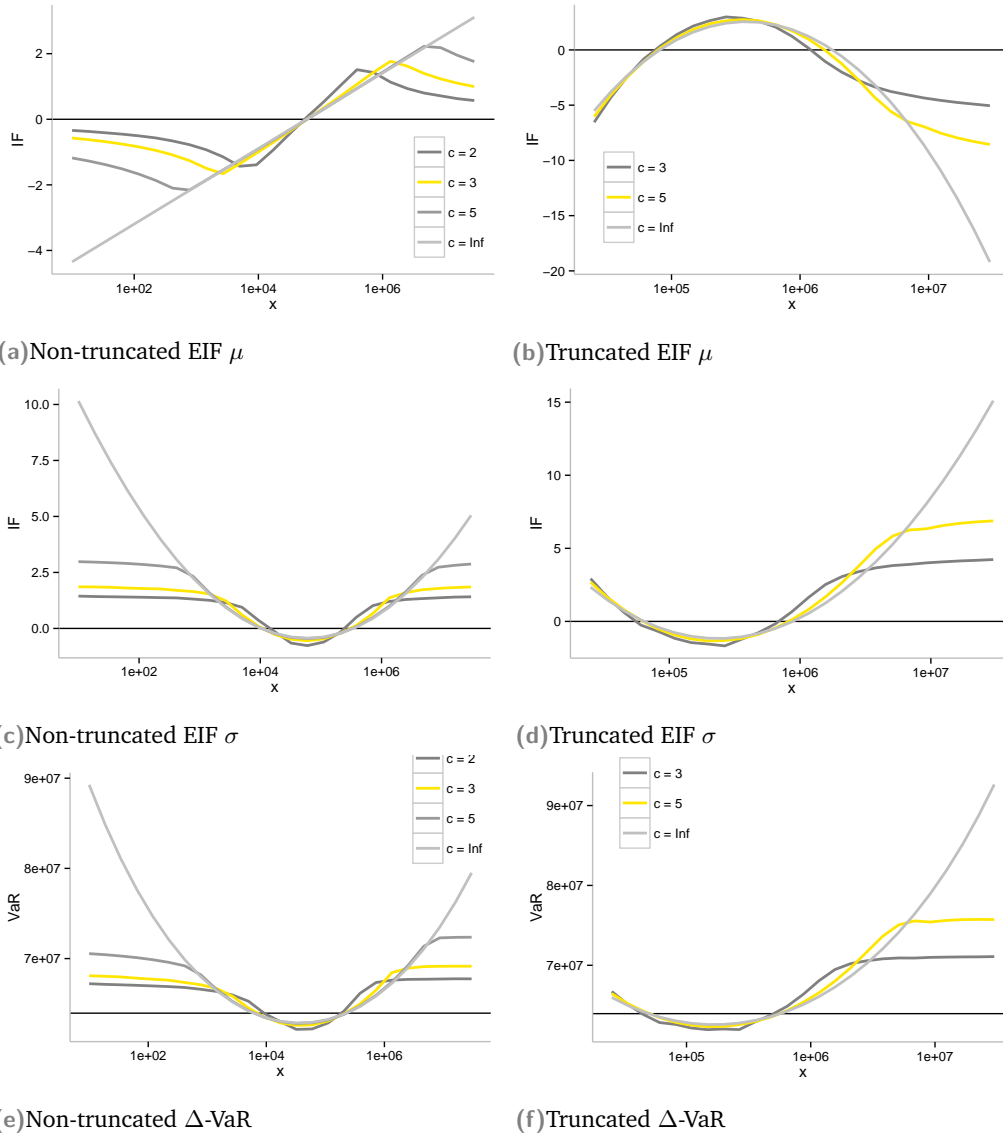 2
0
−2
−4
IF
1e+02 1e+04 1e+06
x
c = 2
c = 3
c = 5
c = Inf
(a) Non-truncated EIF μ
0
−5
−10
−15
−20
IF
1e+05 1e+06 1e+07
x
c = 3
c = 5
c = Inf
(b) Truncated EIF μ
10.0
7.5
5.0
2.5
0.0
IF
1e+02 1e+04 1e+06
x
(c) Non-truncated EIF σ
15
10
5
0
IF
1e+05 1e+06 1e+07
x
(d) Truncated EIF σ
9e+07
8e+07
7e+07
VaR
1e+02 1e+04 1e+06
x
c = 2
c = 3
c = 5
c = Inf
(e) Non-truncated Δ-VaR
9e+07
8e+07
7e+07
VaR
1e+05 1e+06 1e+07
x
c = 3
c = 5
c = Inf
(f) Truncated Δ-VaR